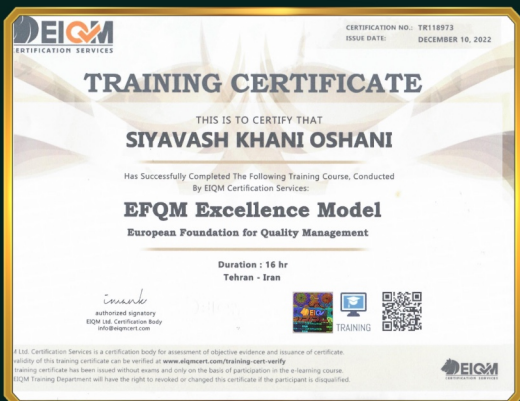 EIQM
CERTIFICATION SERVICES
CERTIFICATION NO.: TR118973
ISSUE DATE: DECEMBER 10, 2022
TRAINING CERTIFICATE
THIS IS TO CERTIFY THAT
SIYAVASH KHANI OSHANI
Has Successfully Completed The Following Training Course, Conducted
By EIQM Certification Services:
EFQM Excellence Model
European Foundation for Quality Management
Duration : 16 hr
Tehran - Iran
authorized signatory
EIQM Ltd. Certification Body
info@eiqmcert.com
EIQM
TRAINING
Ltd. Certification Services is a certification body for assessment of objective evidence and issuance of certificate.
validity of this training certificate can be verified at www.eiqmcert.com/training-cert-verify
training certificate has been issued without exams and only on the basis of participation in the e-learning course.
EIQM Training Department will have the right to revoked or changed this certificate if the participant is disqualified.
EIQM
CERTIFICATION SERVICES